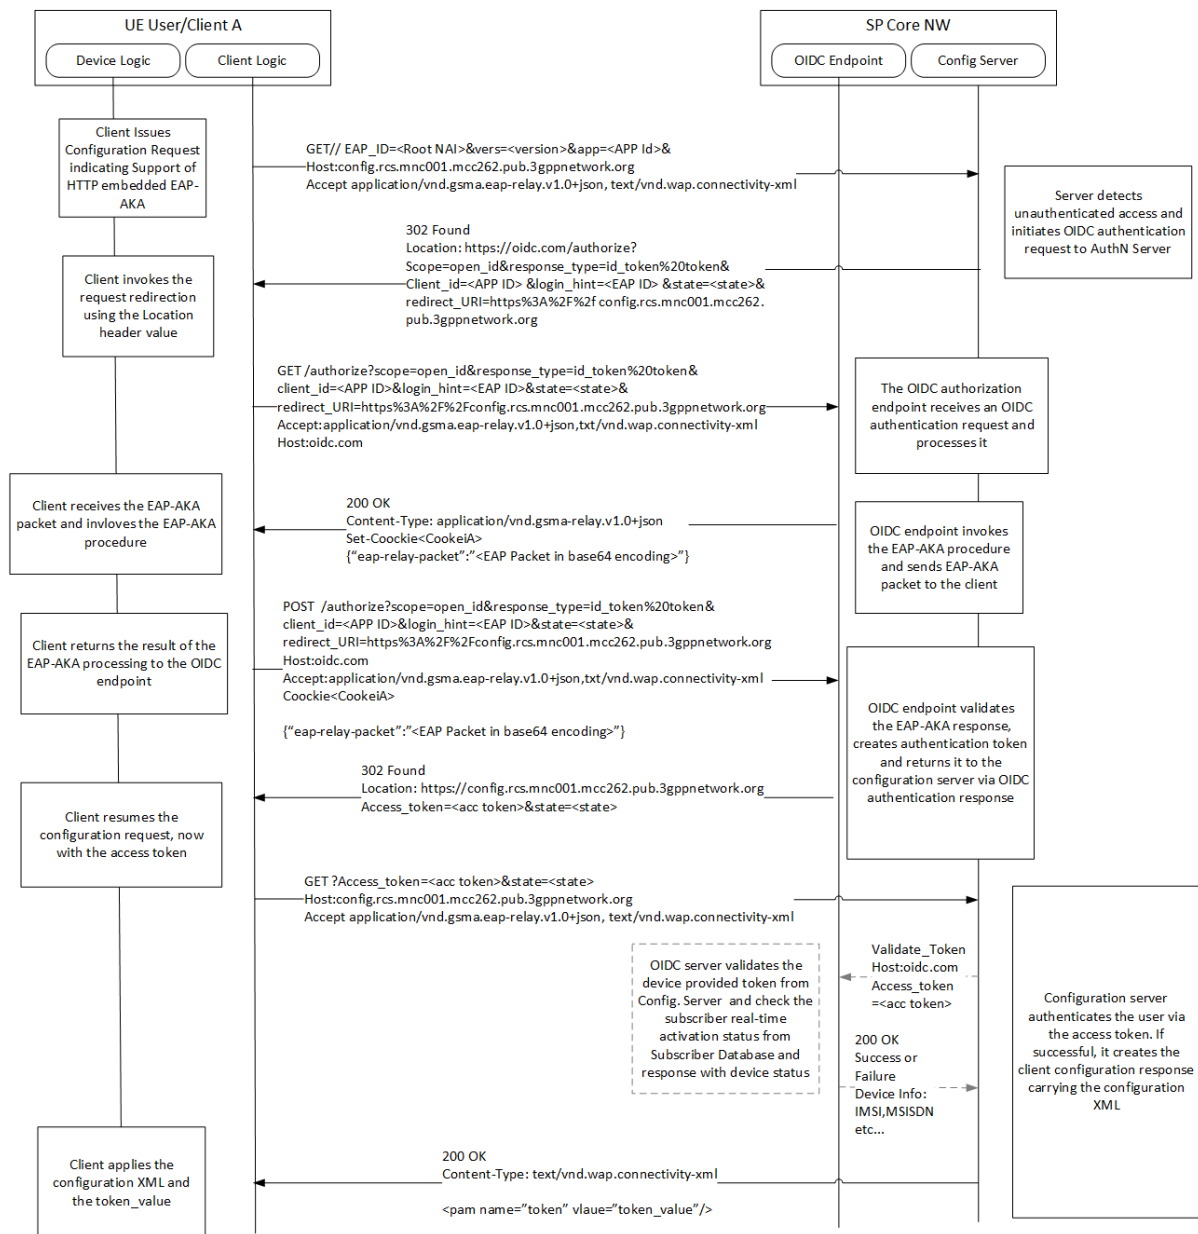 UE User/Client A
SP Core NW
Device Logic
Client Logic
OIDC Endpoint
Config Server
Client Issues
Configuration Request
indicating Support of
HTTP embedded EAP-
AKA
GET// EAP_ID=<Root NAI>&vers=<version>&app=<APP Id>&
Host:config.rcs.mnc001.mcc262.pub.3gppnetwork.org
Accept application/vnd.gsma.eap-relay.v1.0+json, text/vnd.wap.connectivity-xml
Server detects
unauthenticated access and
initiates OIDC authentication
request to AuthN Server
302 Found
Location: https://oidc.com/authorize?
Scope=open_id&response_type=id_token%20token&
Client_id=<APP ID> &login_hint=<EAP ID> &state=<state>&
redirect_URI=https%3A%2F%2f config.rcs.mnc001.mcc262.
pub.3gppnetwork.org
Client invokes the
request redirection
using the Location
header value
GET /authorize?scope=open_id&response_type=id_token%20token&
client_id=<APP ID>&login_hint=<EAP ID>&state=<state>&
redirect_URI=https%3A%2F%2Fconfig.rcs.mnc001.mcc262.pub.3gppnetwork.org
Accept:application/vnd.gsma.eap-relay.v1.0+json,txt/vnd.wap.connectivity-xml
Host:oidc.com
The OIDC authorization
endpoint receives an OIDC
authentication request and
processes it
Client receives the EAP-AKA
packet and invloves the EAP-AKA
procedure
200 OK
Content-Type: application/vnd.gsma-relay.v1.0+json
Set-Coockie<CookeiA>
{“eap-relay-packet”:”<EAP Packet in base64 encoding>”}
OIDC endpoint invokes
the EAP-AKA procedure
and sends EAP-AKA
packet to the client
POST  /authorize?scope=open_id&response_type=id_token%20token&
client_id=<APP ID>&login_hint=<EAP ID>&state=<state>&
redirect_URI=https%3A%2F%2Fconfig.rcs.mnc001.mcc262.pub.3gppnetwork.org
Host:oidc.com
Accept:application/vnd.gsma.eap-relay.v1.0+json,txt/vnd.wap.connectivity-xml
Coockie<CookeiA>
{“eap-relay-packet”:”<EAP Packet in base64 encoding>”}
Client returns the result of the
EAP-AKA processing to the OIDC
endpoint
OIDC endpoint validates
the EAP-AKA response,
creates authentication token
and returns it to the
configuration server via OIDC
authentication response
302 Found
Location: https://config.rcs.mnc001.mcc262.pub.3gppnetwork.org
Access_token=<acc token>&state=<state>
Client resumes the
configuration request, now
with the access token
GET ?Access_token=<acc token>&state=<state>
Host:config.rcs.mnc001.mcc262.pub.3gppnetwork.org
Accept application/vnd.gsma.eap-relay.v1.0+json, text/vnd.wap.connectivity-xml
OIDC server validates the
device provided token from
Config. Server  and check the
subscriber real-time
activation status from
Subscriber Database and
response with device status
Validate_Token
Host:oidc.com
Access_token
=<acc token>
200 OK
Success or
Failure
Device Info:
IMSI,MSISDN
etc...
Configuration server
authenticates the user via
the access token. If
successful, it creates the
client configuration response
carrying the configuration
XML
Client applies the
configuration XML and
the token_value
200 OK
Content-Type: text/vnd.wap.connectivity-xml
<pam name=”token” vlaue=”token_value”/>